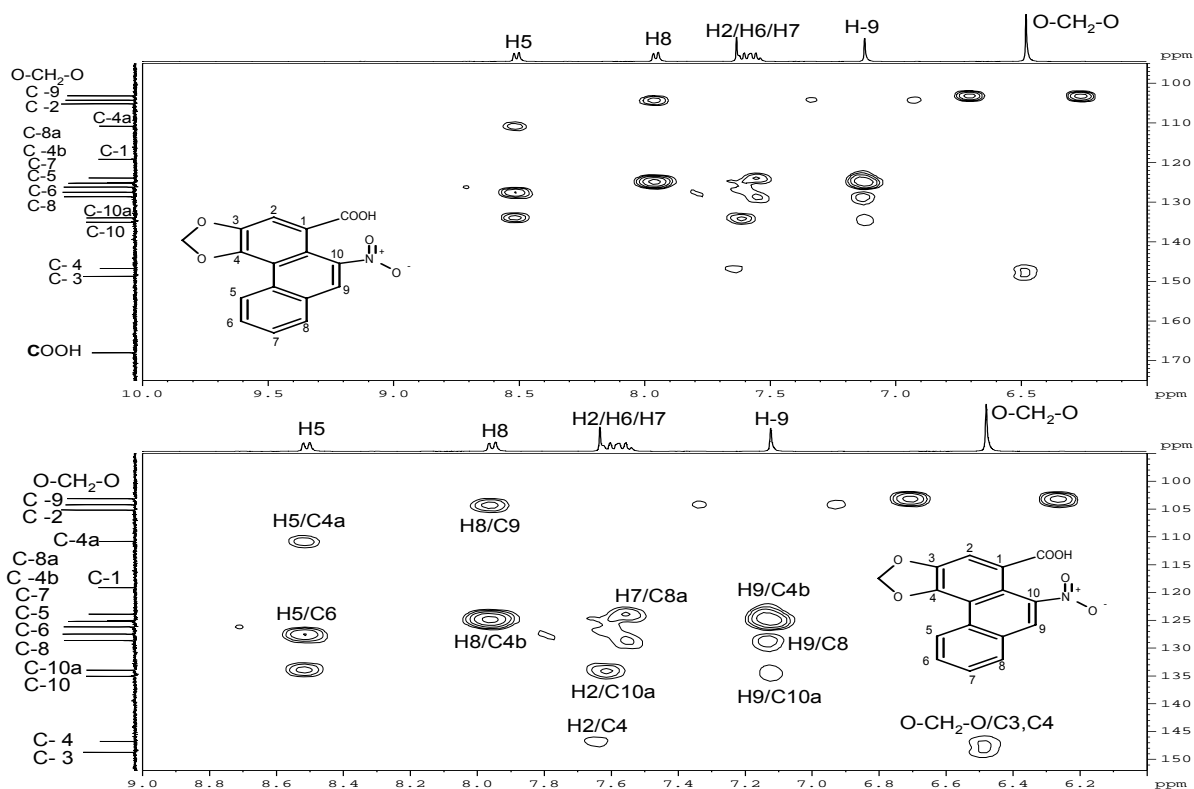 H5 H8 H2/H6/H7 H-9 O-CH2-O
ppm
O-CH2-O
C -9
C -2
C-4a
C-8a
C -4b
C-1
C-7
C-5
C-6
C-8
C-10a
C-10
C- 4
C- 3
COOH
100
110
120
130
140
150
160
170
O 3 2 1 COOH
O 4 10 N+ O
O -
5 9
6 7 8
10.0 9.5 9.0 8.5 8.0 7.5 7.0 6.5 ppm
H5 H8 H2/H6/H7 H-9 O-CH2-O
ppm
O-CH2-O
C -9
C -2
C-4a
C-8a
C -4b
C-1
C-7
C-5
C-6
C-8
C-10a
C-10
C- 4
C- 3
100
105
110
115
120
125
130
135
140
145
150
H5/C4a H8/C9
H7/C8a H9/C4b
H5/C6 H8/C4b H9/C8
H2/C10a H9/C10a
H2/C4 O-CH2-O/C3,C4
O 3 2 1 COOH
O 4 10 N+ O
O -
5 9
6 7 8
9.0 8.8 8.6 8.4 8.2 8.0 7.8 7.6 7.4 7.2 7.0 6.8 6.6 6.4 6.2 ppm